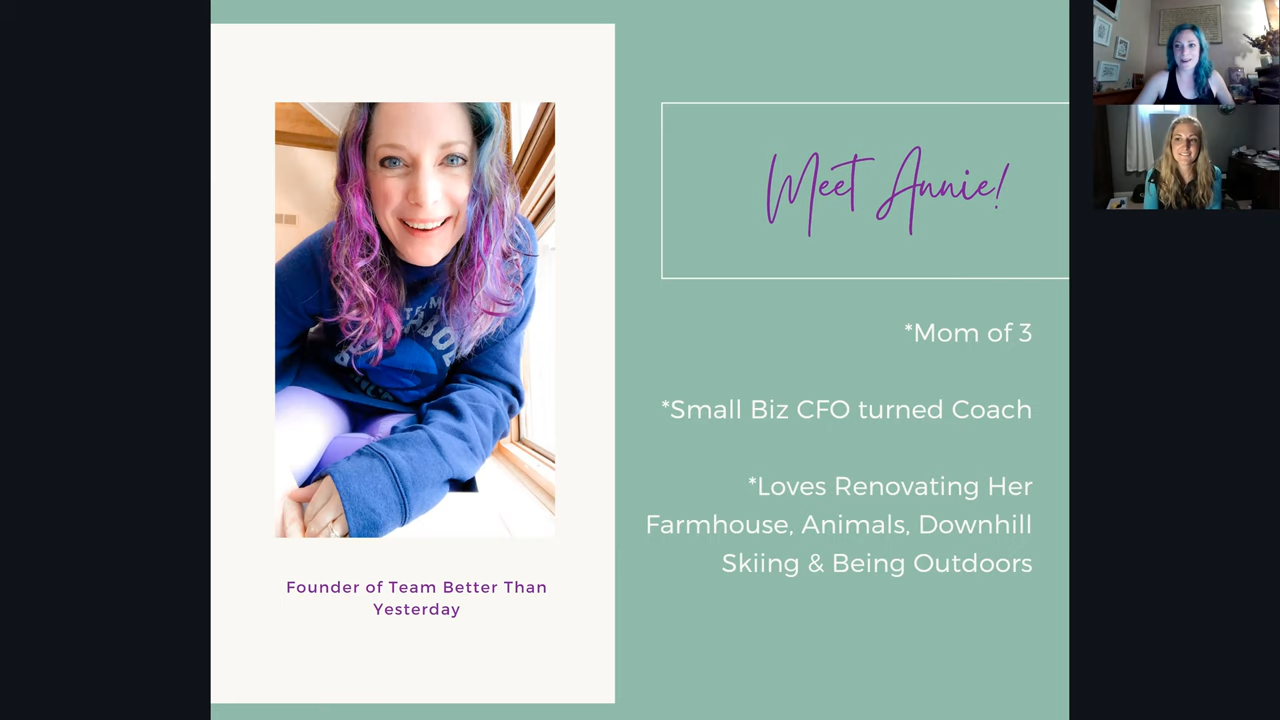 Meet Annie!
*Mom of 3
*Small Biz CFO turned Coach
*Loves Renovating Her
Farmhouse, Animals, Downhill
Skiing & Being Outdoors
Founder of Team Better Than
Yesterday